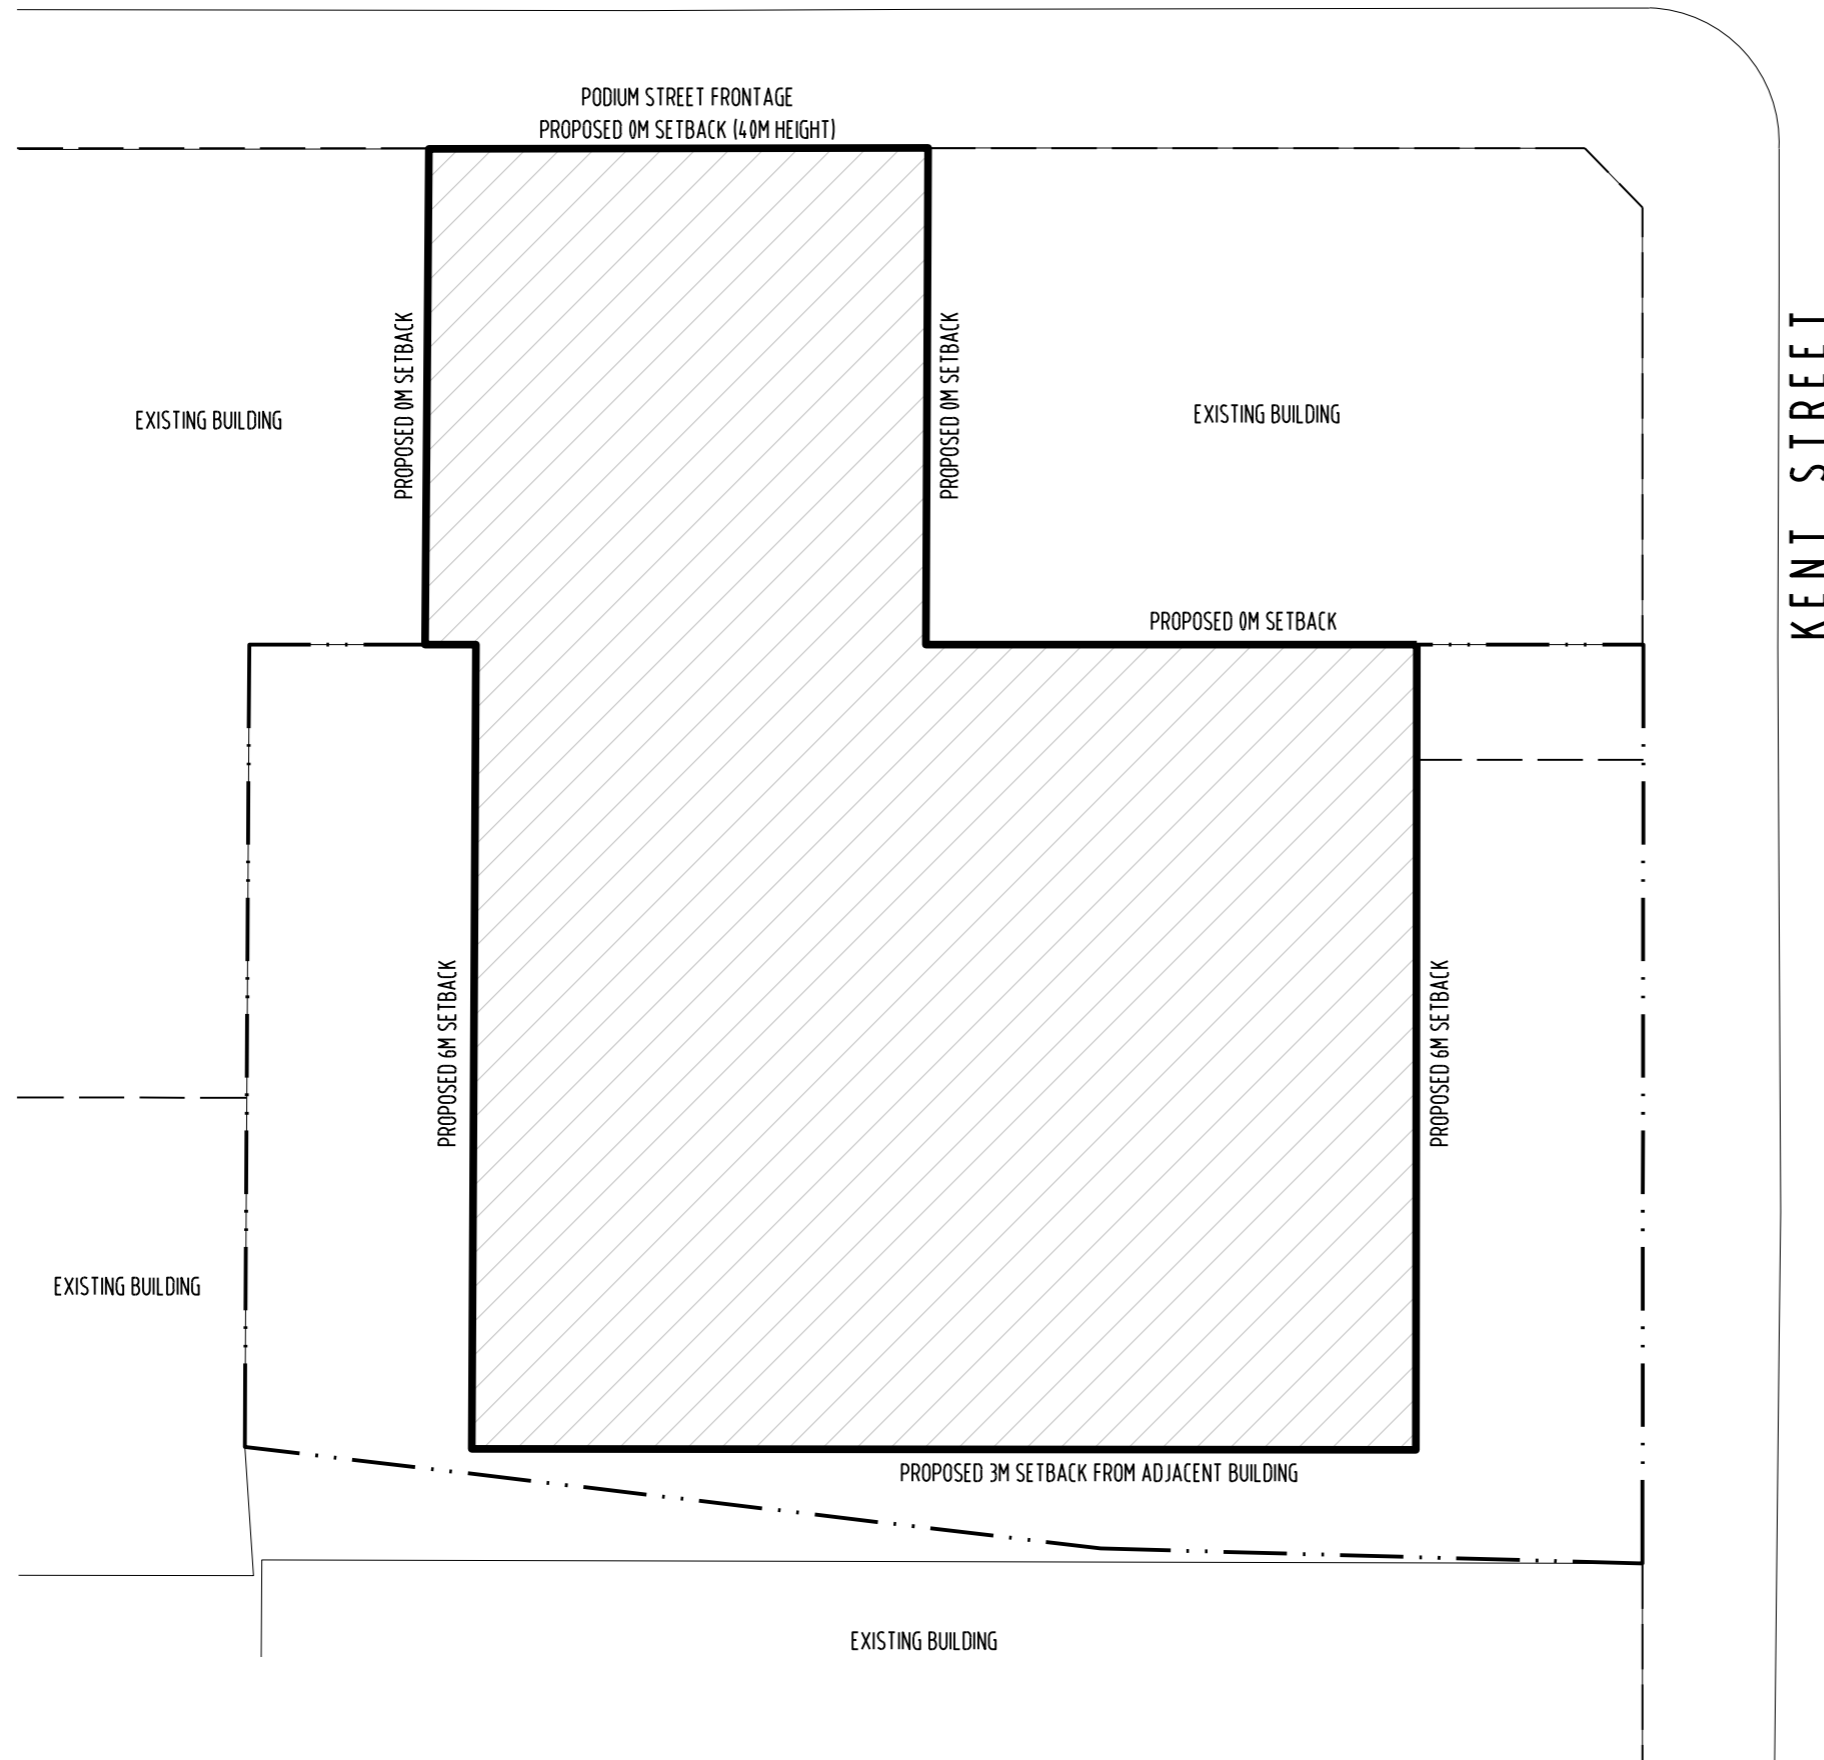 PODIUM STREET FRONTAGE
PROPOSED 0M SETBACK (40M HEIGHT)
PROPOSED 0M SETBACK
PROPOSED 0M SETBACK
EXISTING BUILDING
EXISTING BUILDING
KENT STREET
PROPOSED 0M SETBACK
PROPOSED 6M SETBACK
PROPOSED 6M SETBACK
EXISTING BUILDING
PROPOSED 3M SETBACK FROM ADJACENT BUILDING
EXISTING BUILDING